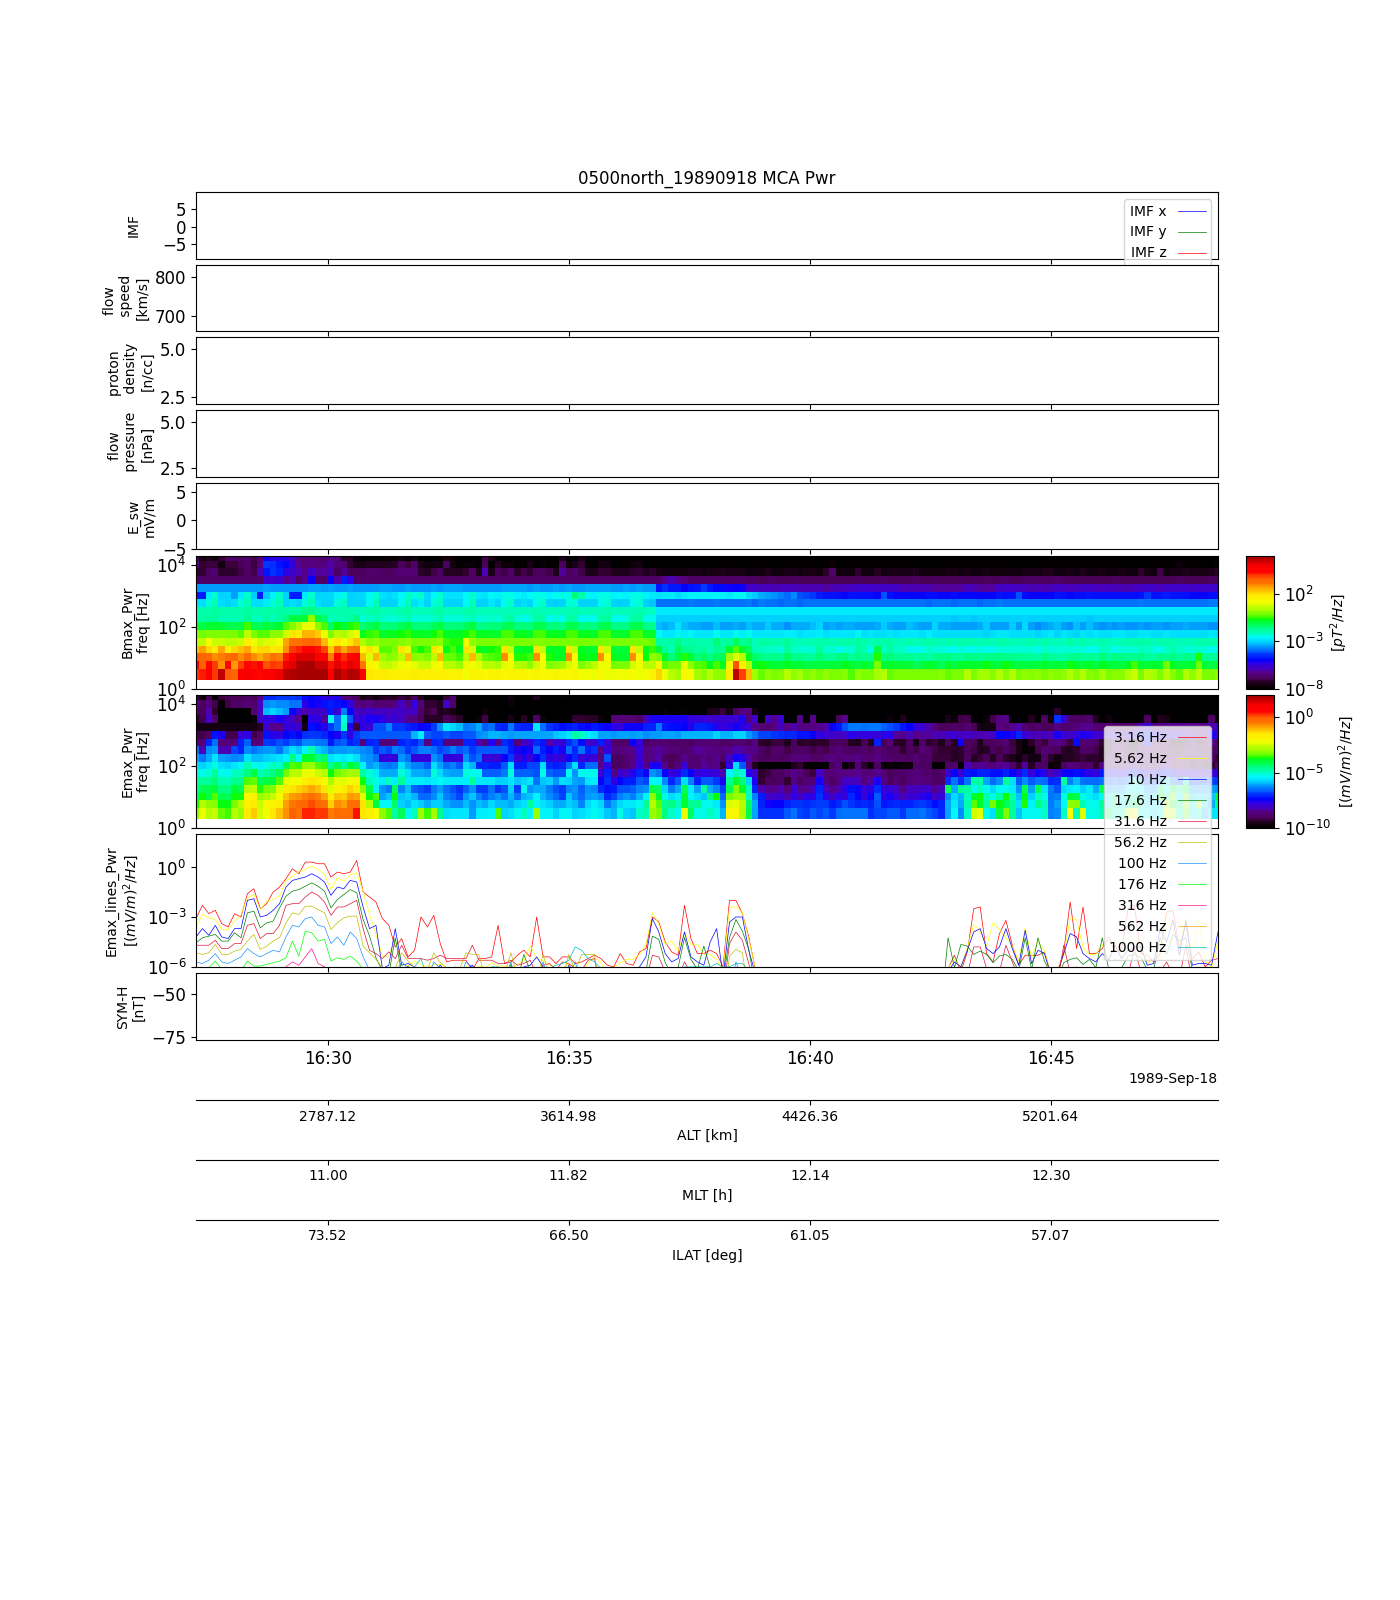 0500north_19890918 MCA Pwr
IMF
5
0
−5
IMF x
IMF y
IMF z
flow
speed
[km/s]
800
700
proton
density
[n/cc]
5.0
2.5
flow
pressure
[nPa]
5.0
2.5
E_sw
mV/m
5
0
−5
Bmax_Pwr
freq [Hz]
10^4
10^2
10^0
10^2
10^−3
10^−8
[pT^2/Hz]
Emax_Pwr
freq [Hz]
10^4
10^2
10^0
10^0
10^−5
10^−10
[(mV/m)^2/Hz]
3.16 Hz
5.62 Hz
10 Hz
17.6 Hz
31.6 Hz
56.2 Hz
100 Hz
176 Hz
316 Hz
562 Hz
1000 Hz
Emax_lines_Pwr
[(mV/m)^2/Hz]
10^0
10^−3
10^−6
SYM-H
[nT]
−50
−75
16:30 16:35 16:40 16:45
1989-Sep-18
2787.12 3614.98 4426.36 5201.64
ALT [km]
11.00 11.82 12.14 12.30
MLT [h]
73.52 66.50 61.05 57.07
ILAT [deg]